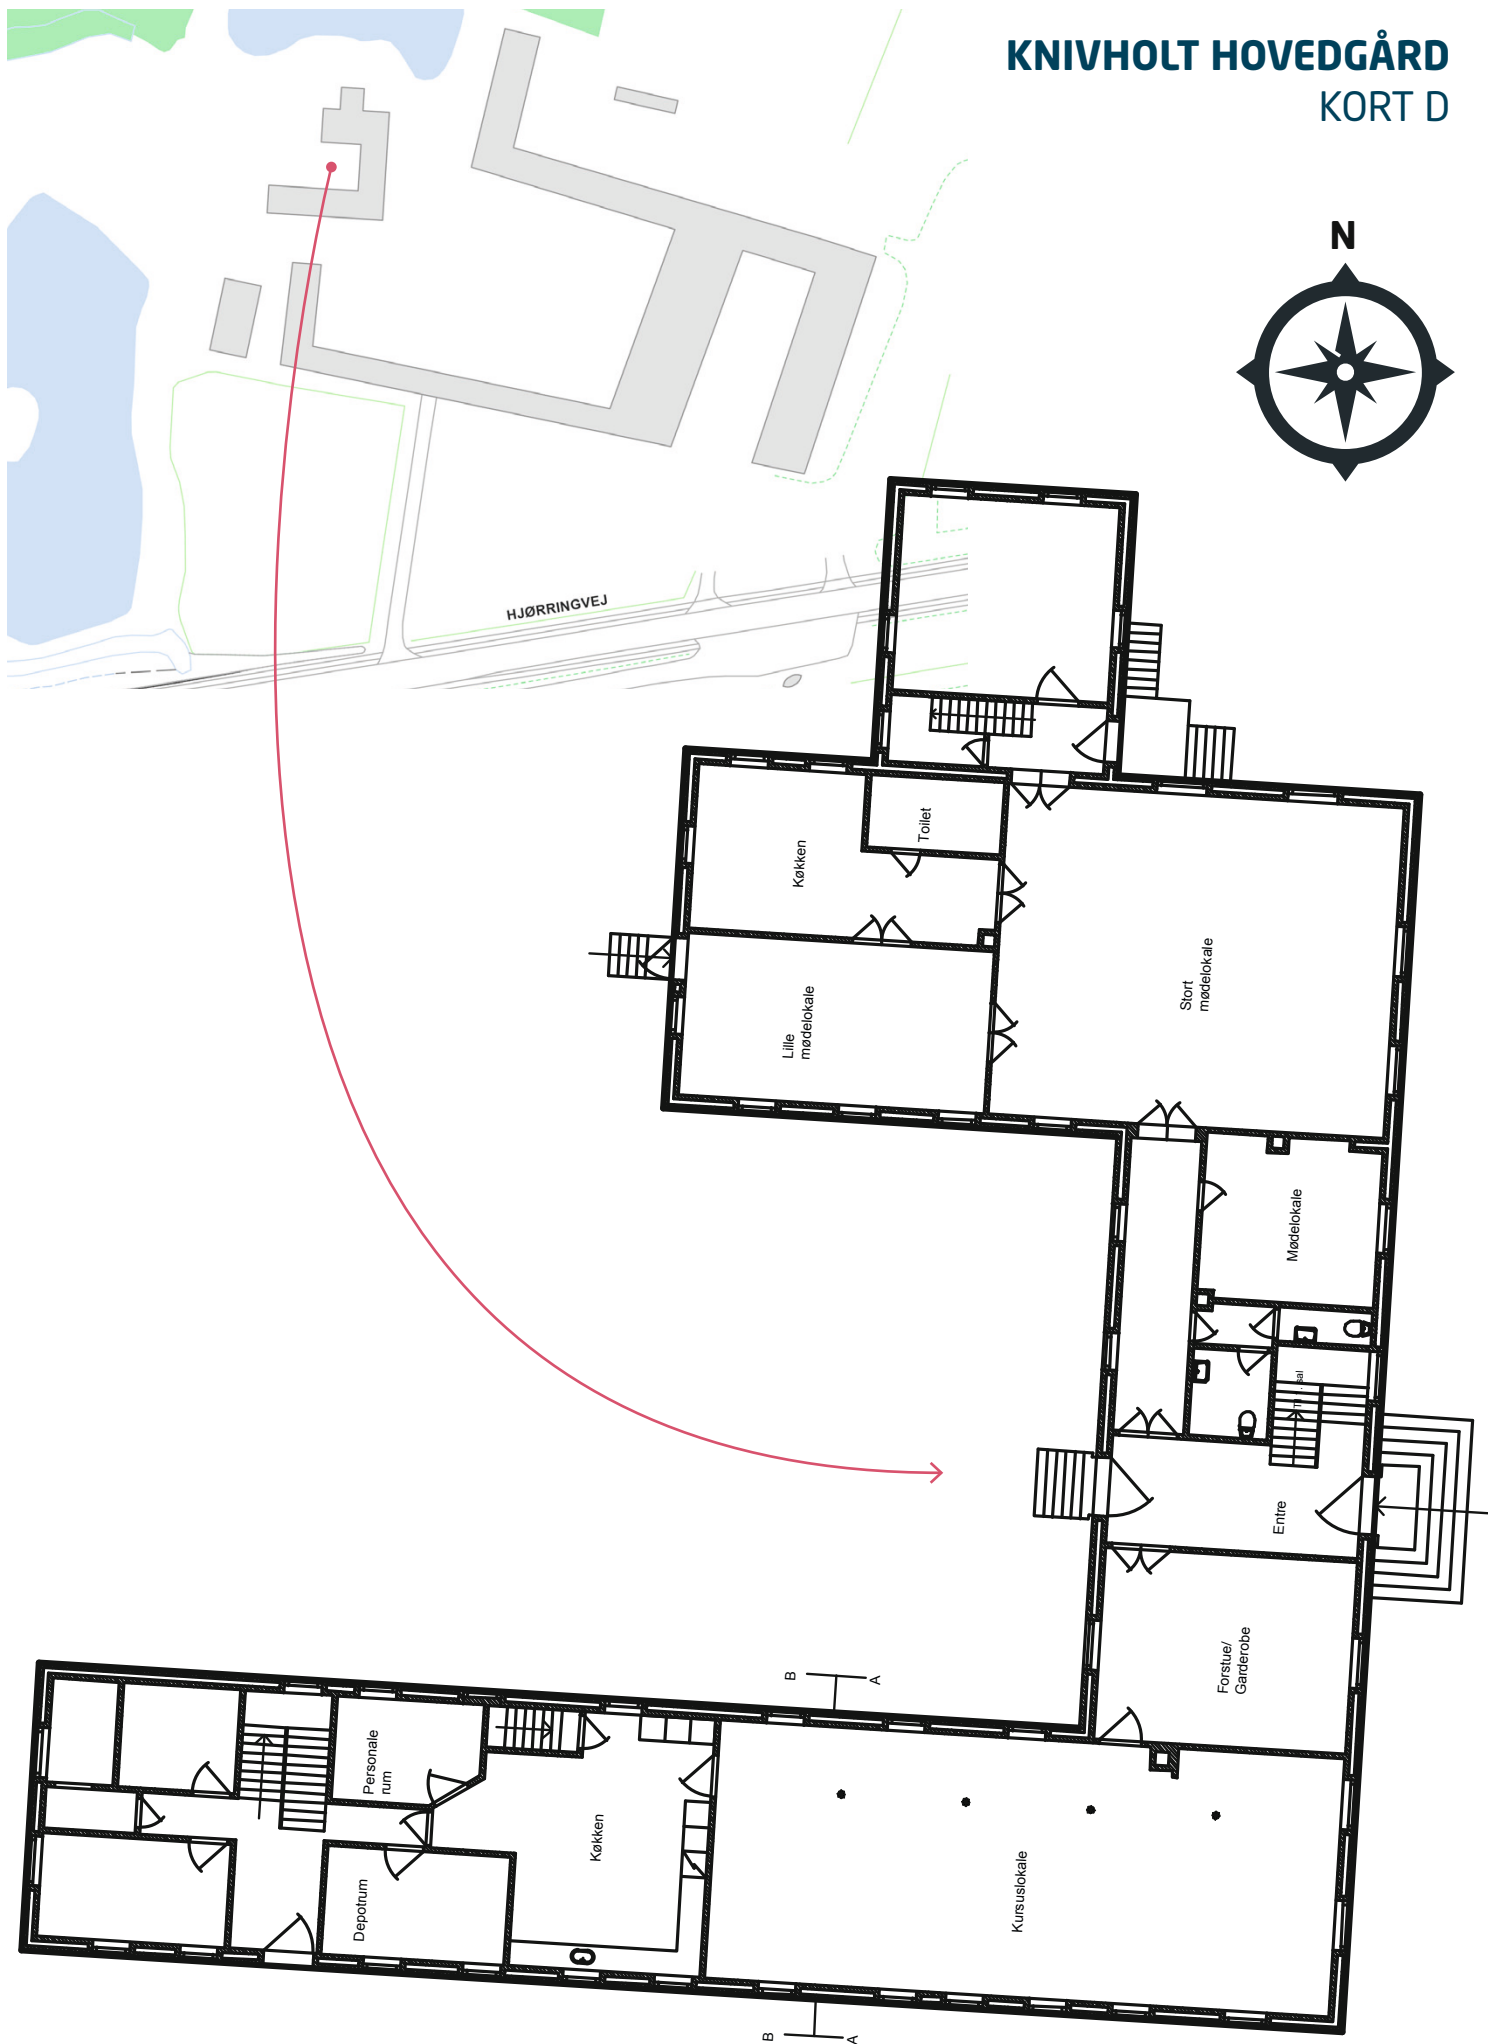 KNIVHOLT HOVEDGÅRD
KORT D
N
HJØRRINGVEJ
Toilet
Køkken
Stort
mødelokale
Lille
mødelokale
Mødelokale
sal
Entre
Forstue/
Garderobe
B
A
Personale
rum
Køkken
Kursuslokale
Depotrum
B
A